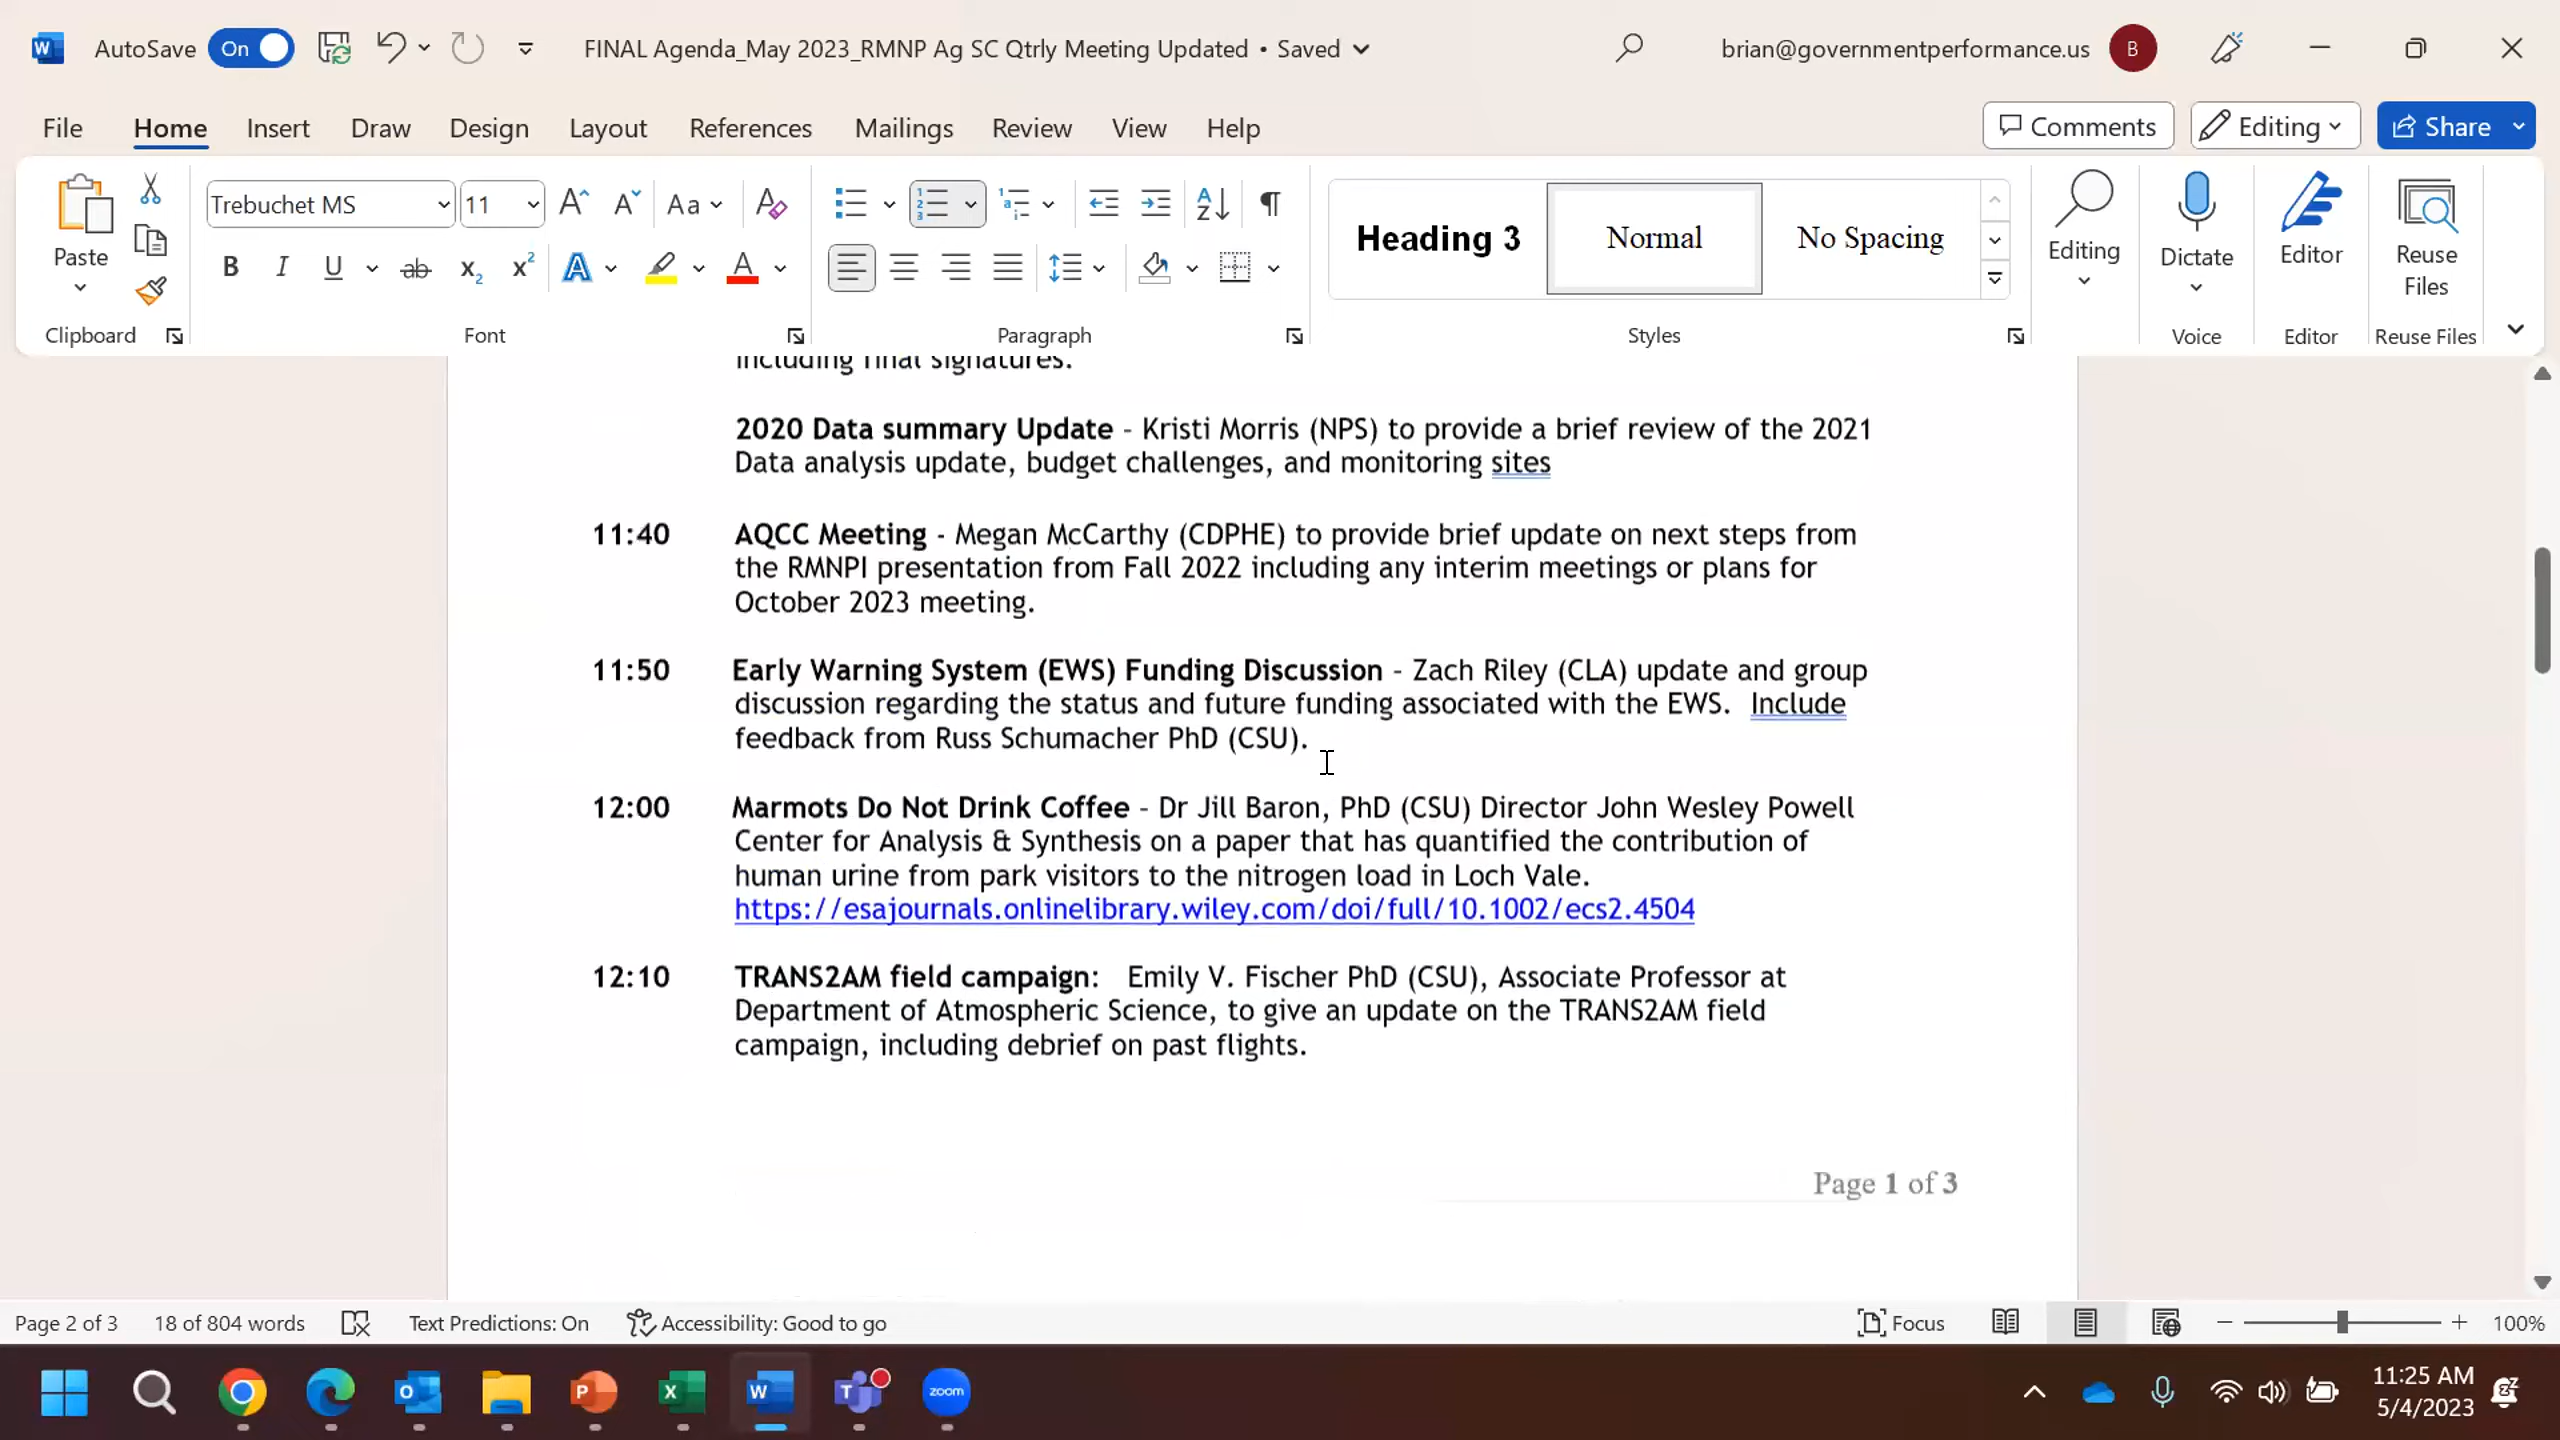 AutoSave On FINAL Agenda_May 2023_RMNP Ag SC Qtrly Meeting Updated • Saved brian@governmentperformance.us B
File Home Insert Draw Design Layout References Mailings Review View Help Comments Editing Share
Trebuchet MS 11 Aa Heading 3 Normal No Spacing
Paste Editing Dictate Editor Reuse Files
Clipboard Font Paragraph Styles Voice Editor Reuse Files
including final signatures.
2020 Data summary Update - Kristi Morris (NPS) to provide a brief review of the 2021
Data analysis update, budget challenges, and monitoring sites
11:40 AQCC Meeting - Megan McCarthy (CDPHE) to provide brief update on next steps from
the RMNPI presentation from Fall 2022 including any interim meetings or plans for
October 2023 meeting.
11:50 Early Warning System (EWS) Funding Discussion - Zach Riley (CLA) update and group
discussion regarding the status and future funding associated with the EWS. Include
feedback from Russ Schumacher PhD (CSU).
12:00 Marmots Do Not Drink Coffee - Dr Jill Baron, PhD (CSU) Director John Wesley Powell
Center for Analysis & Synthesis on a paper that has quantified the contribution of
human urine from park visitors to the nitrogen load in Loch Vale.
https://esajournals.onlinelibrary.wiley.com/doi/full/10.1002/ecs2.4504
12:10 TRANS2AM field campaign: Emily V. Fischer PhD (CSU), Associate Professor at
Department of Atmospheric Science, to give an update on the TRANS2AM field
campaign, including debrief on past flights.
Page 1 of 3
Page 2 of 3 18 of 804 words Text Predictions: On Accessibility: Good to go Focus 100%
zoom 11:25 AM
5/4/2023